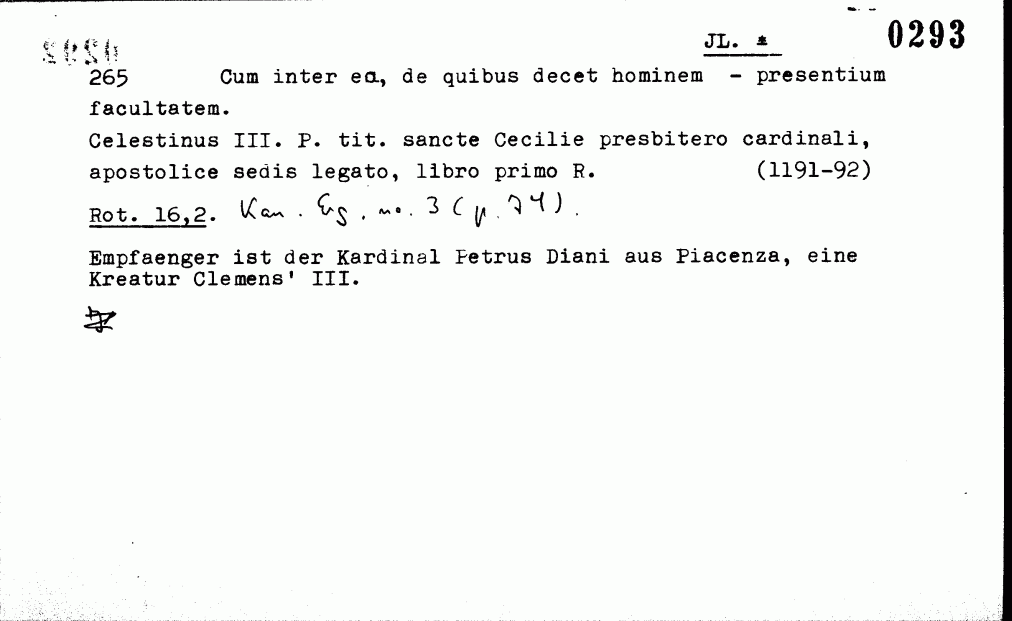 JL. * 0293
265 Cum inter ea, de quibus decet hominem - presentium
facultatem.
Celestinus III. P. tit. sancte Cecilie presbitero cardinali,
apostolice sedis legato, libro primo R. (1191-92)
Rot. 16,2. Kan. Erg. no. 3 (p. 74).
Empfaenger ist der Kardinal Petrus Diani aus Piacenza, eine
Kreatur Clemens' III.